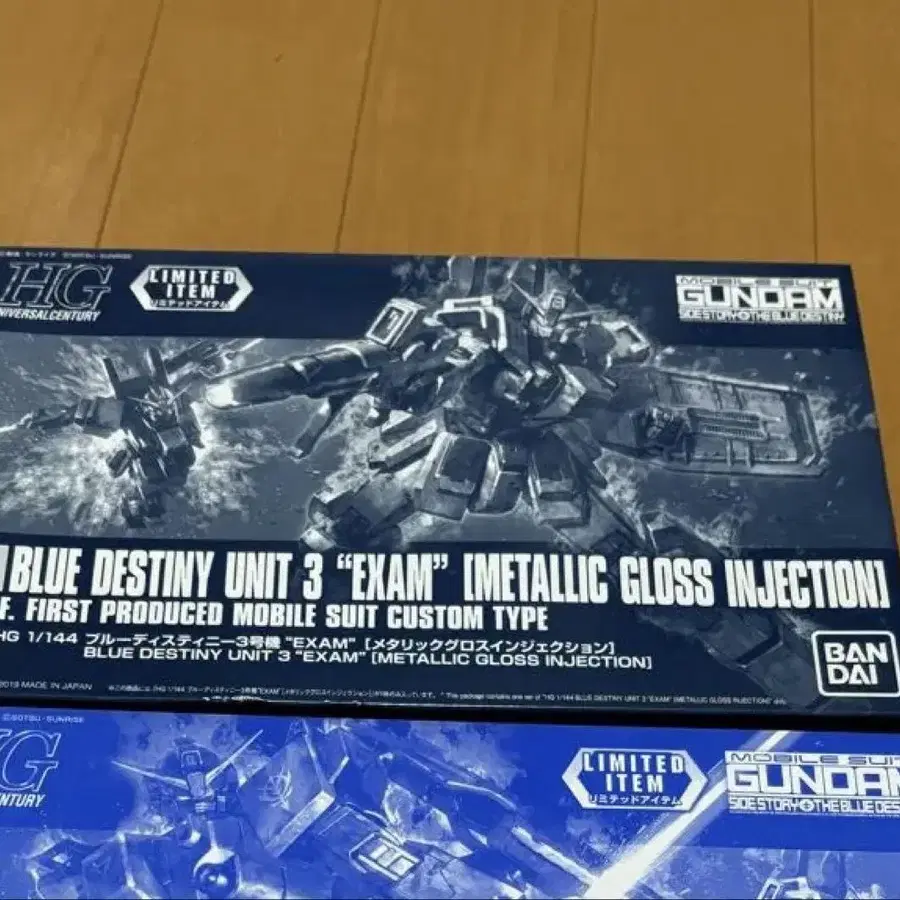 HG
NIVERSALCENTURY
LIMITED
ITEM
リミテッドアイテム
MOBILE SUIT
GUNDAM
SIDE STORY THE BLUE DESTINY
BLUE DESTINY UNIT 3 “EXAM” [METALLIC GLOSS INJECTION]
F. FIRST PRODUCED MOBILE SUIT CUSTOM TYPE
HG 1/144 ブルーディスティニー3号機 “EXAM” [メタリックグロスインジェクション]
BLUE DESTINY UNIT 3 “EXAM” [METALLIC GLOSS INJECTION]
BAN
DAI
2019 MADE IN JAPAN
©SOTSU・SUNRISE
HG
CENTURY
LIMITED
ITEM
リミテッドアイテム
MOBILE SUI
GUNDAM
SIDE STORY THE BLUE DES